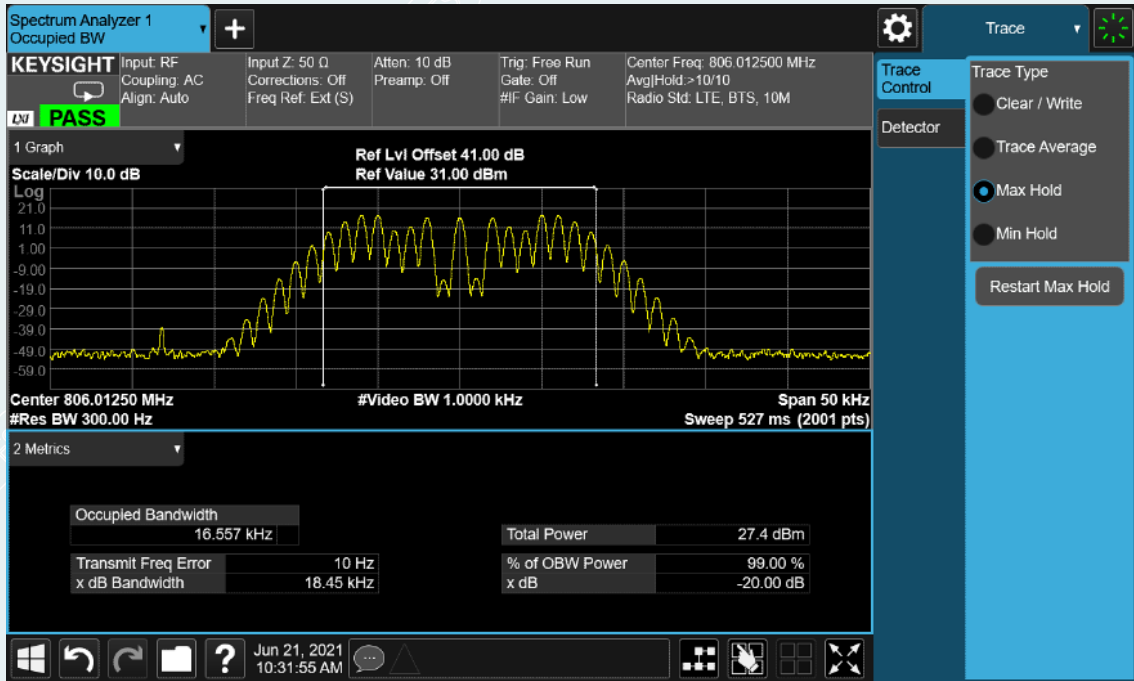 Spectrum Analyzer 1
Occupied BW
+
Trace
KEYSIGHT
LXI
PASS
Input: RF
Coupling: AC
Align: Auto
Input Z: 50 Ω
Corrections: Off
Freq Ref: Ext (S)
Atten: 10 dB
Preamp: Off
Trig: Free Run
Gate: Off
#IF Gain: Low
Center Freq: 806.012500 MHz
Avg|Hold:>10/10
Radio Std: LTE, BTS, 10M
Trace
Control
Detector
Trace Type
Clear / Write
Trace Average
Max Hold
Min Hold
Restart Max Hold
1 Graph
Scale/Div 10.0 dB
Ref Lvl Offset 41.00 dB
Ref Value 31.00 dBm
Log
21.0
11.0
1.00
-9.00
-19.0
-29.0
-39.0
-49.0
-59.0
Center 806.01250 MHz
#Video BW 1.0000 kHz
Span 50 kHz
#Res BW 300.00 Hz
Sweep 527 ms (2001 pts)
2 Metrics
Occupied Bandwidth
16.557 kHz
Total Power 27.4 dBm
Transmit Freq Error 10 Hz
% of OBW Power 99.00 %
x dB Bandwidth 18.45 kHz
x dB -20.00 dB
?
Jun 21, 2021
10:31:55 AM